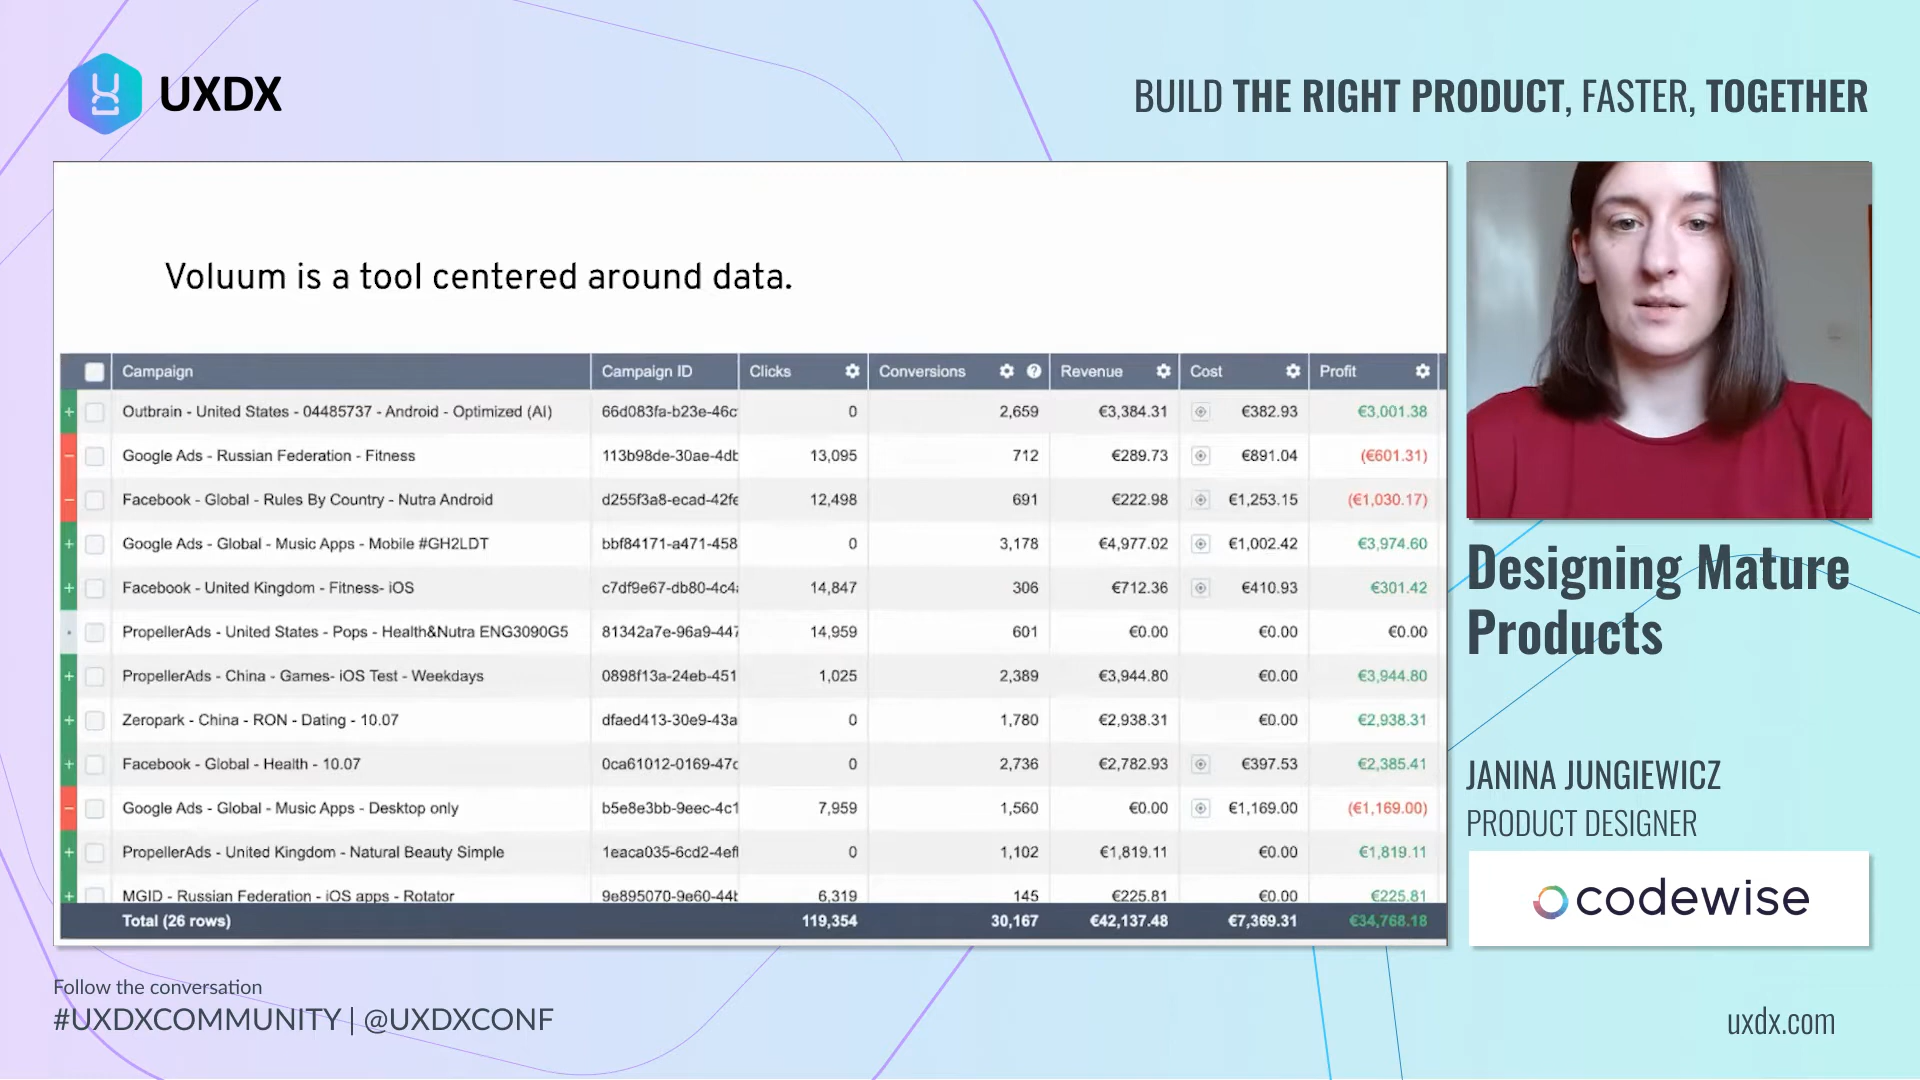 UXDX
BUILD THE RIGHT PRODUCT, FASTER, TOGETHER
Voluum is a tool centered around data.
Campaign Campaign ID Clicks Conversions Revenue Cost Profit
Outbrain - United States - 04485737 - Android - Optimized (AI) 66d083fa-b23e-46c 0 2,659 €3,384.31 €382.93 €3,001.38
Google Ads - Russian Federation - Fitness 113b98de-30ae-4db 13,095 712 €289.73 €891.04 (€601.31)
Facebook - Global - Rules By Country - Nutra Android d255f3a8-ecad-42fe 12,498 691 €222.98 €1,253.15 (€1,030.17)
Google Ads - Global - Music Apps - Mobile #GH2LDT bbf84171-a471-458 0 3,178 €4,977.02 €1,002.42 €3,974.60
Facebook - United Kingdom - Fitness- iOS c7df9e67-db80-4c4 14,847 306 €712.36 €410.93 €301.42
PropellerAds - United States - Pops - Health&Nutra ENG3090G5 81342a7e-96a9-447 14,959 601 €0.00 €0.00 €0.00
PropellerAds - China - Games- iOS Test - Weekdays 0898f13a-24eb-451 1,025 2,389 €3,944.80 €0.00 €3,944.80
Zeropark - China - RON - Dating - 10.07 dfaed413-30e9-43a 0 1,780 €2,938.31 €0.00 €2,938.31
Facebook - Global - Health - 10.07 0ca61012-0169-47c 0 2,736 €2,782.93 €397.53 €2,385.41
Google Ads - Global - Music Apps - Desktop only b5e8e3bb-9eec-4c1 7,959 1,560 €0.00 €1,169.00 (€1,169.00)
PropellerAds - United Kingdom - Natural Beauty Simple 1eaca035-6cd2-4ef 0 1,102 €1,819.11 €0.00 €1,819.11
MGID - Russian Federation - iOS apps - Rotator 9e895070-9e60-44b 6,319 145 €225.81 €0.00 €225.81
Total (26 rows) 119,354 30,167 €42,137.48 €7,369.31 €34,768.18
Designing Mature
Products
JANINA JUNGIEWICZ
PRODUCT DESIGNER
codewise
Follow the conversation
#UXDXCOMMUNITY | @UXDXCONF
uxdx.com